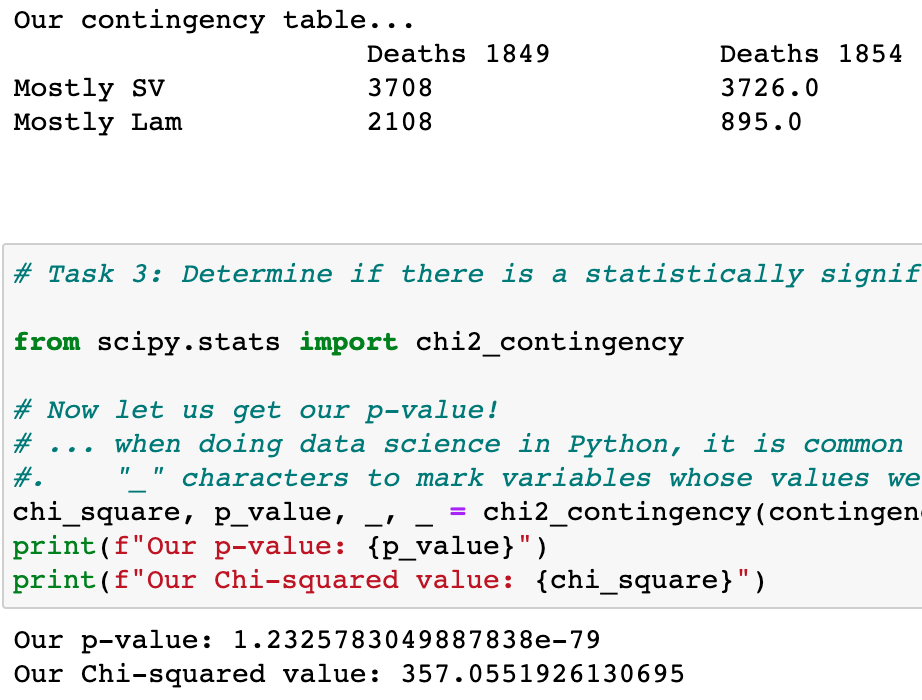 Our contingency table...
Deaths 1849 Deaths 1854
Mostly SV 3708 3726.0
Mostly Lam 2108 895.0
# Task 3: Determine if there is a statistically signif
from scipy.stats import chi2_contingency
# Now let us get our p-value!
# ... when doing data science in Python, it is common
#. "_" characters to mark variables whose values we
chi_square, p_value, _, _ = chi2_contingency(contingen
print(f"Our p-value: {p_value}")
print(f"Our Chi-squared value: {chi_square}")
Our p-value: 1.2325783049887838e-79
Our Chi-squared value: 357.0551926130695